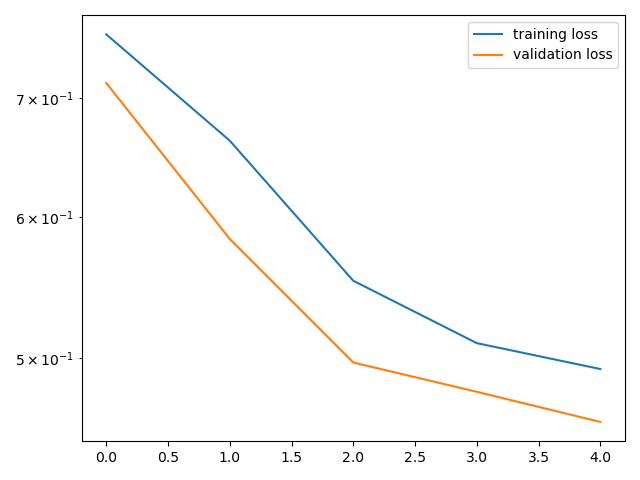 training loss
validation loss
7 × 10⁻¹
6 × 10⁻¹
5 × 10⁻¹
0.0 0.5 1.0 1.5 2.0 2.5 3.0 3.5 4.0